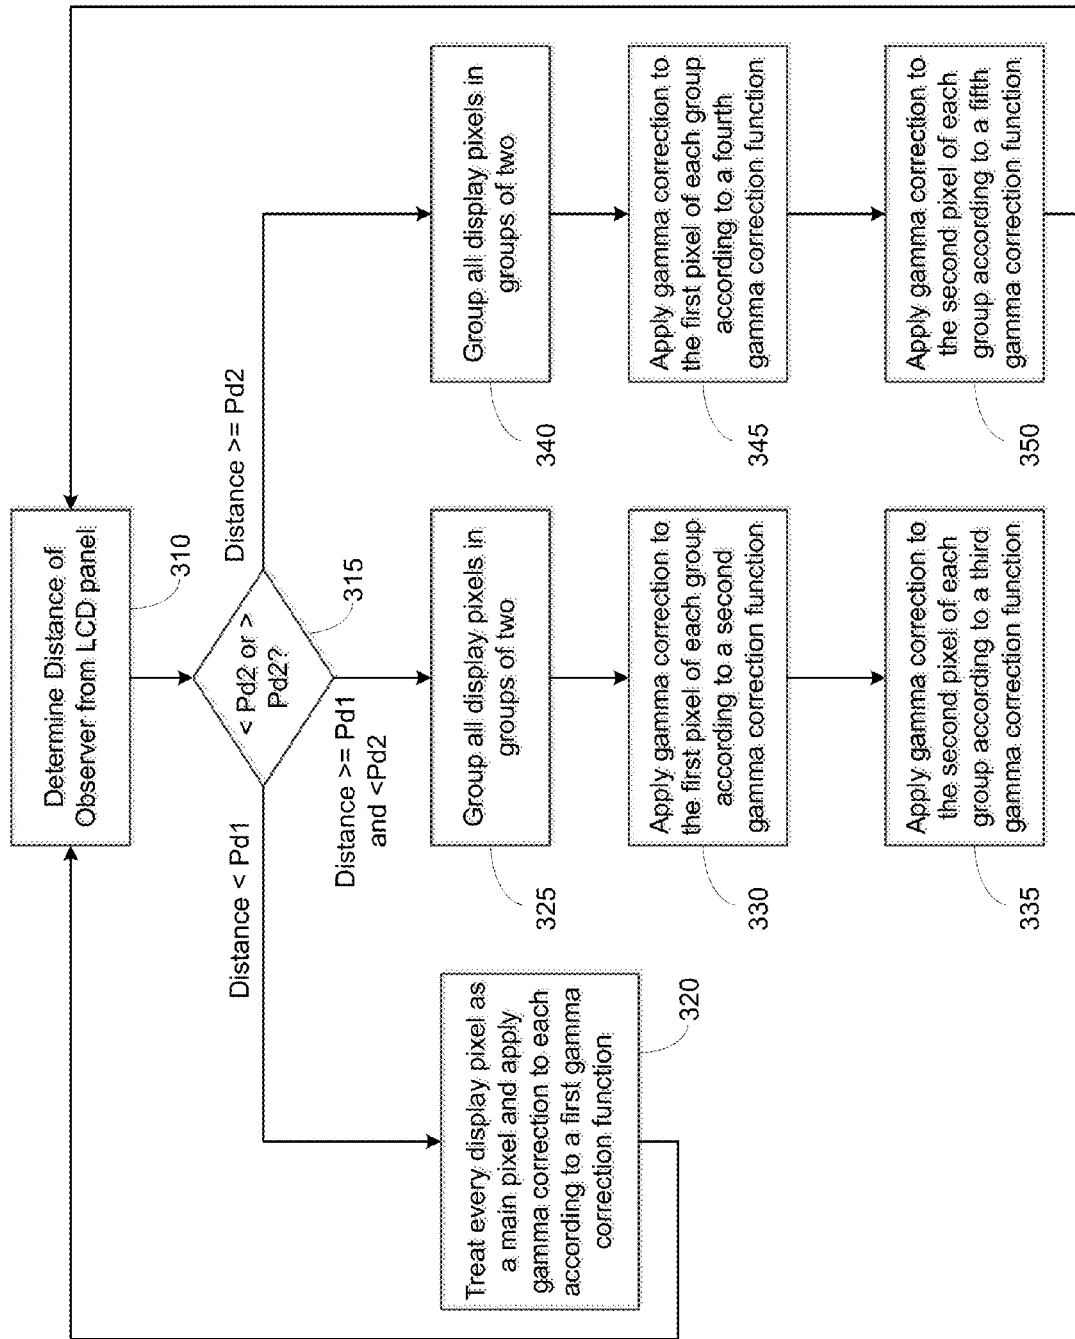 Determine Distance of
Observer from LCD panel
310
< Pd2 or >
Pd2?
315
Distance < Pd1
Distance >= Pd1
and <Pd2
Distance >= Pd2
Treat every display pixel as
a main pixel and apply
gamma correction to each
according to a first gamma
correction function
320
Group all display pixels in
groups of two
325
Apply gamma correction to
the first pixel of each group
according to a second
gamma correction function
330
Apply gamma correction to
the second pixel of each
group according to a third
gamma correction function
335
Group all display pixels in
groups of two
340
Apply gamma correction to
the first pixel of each group
according to a fourth
gamma correction function
345
Apply gamma correction to
the second pixel of each
group according to a fifth
gamma correction function
350